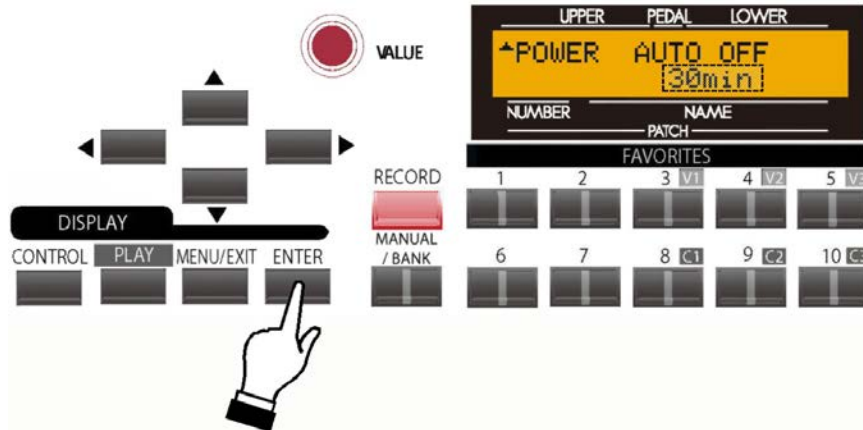 VALUE
UPPER PEDAL LOWER
POWER AUTO OFF
30min
NUMBER NAME
PATCH
FAVORITES
RECORD
1 2 3 V1 4 V2 5 V3
DISPLAY
CONTROL PLAY MENU/EXIT ENTER
MANUAL
/ BANK
6 7 8 C1 9 C2 10 C3